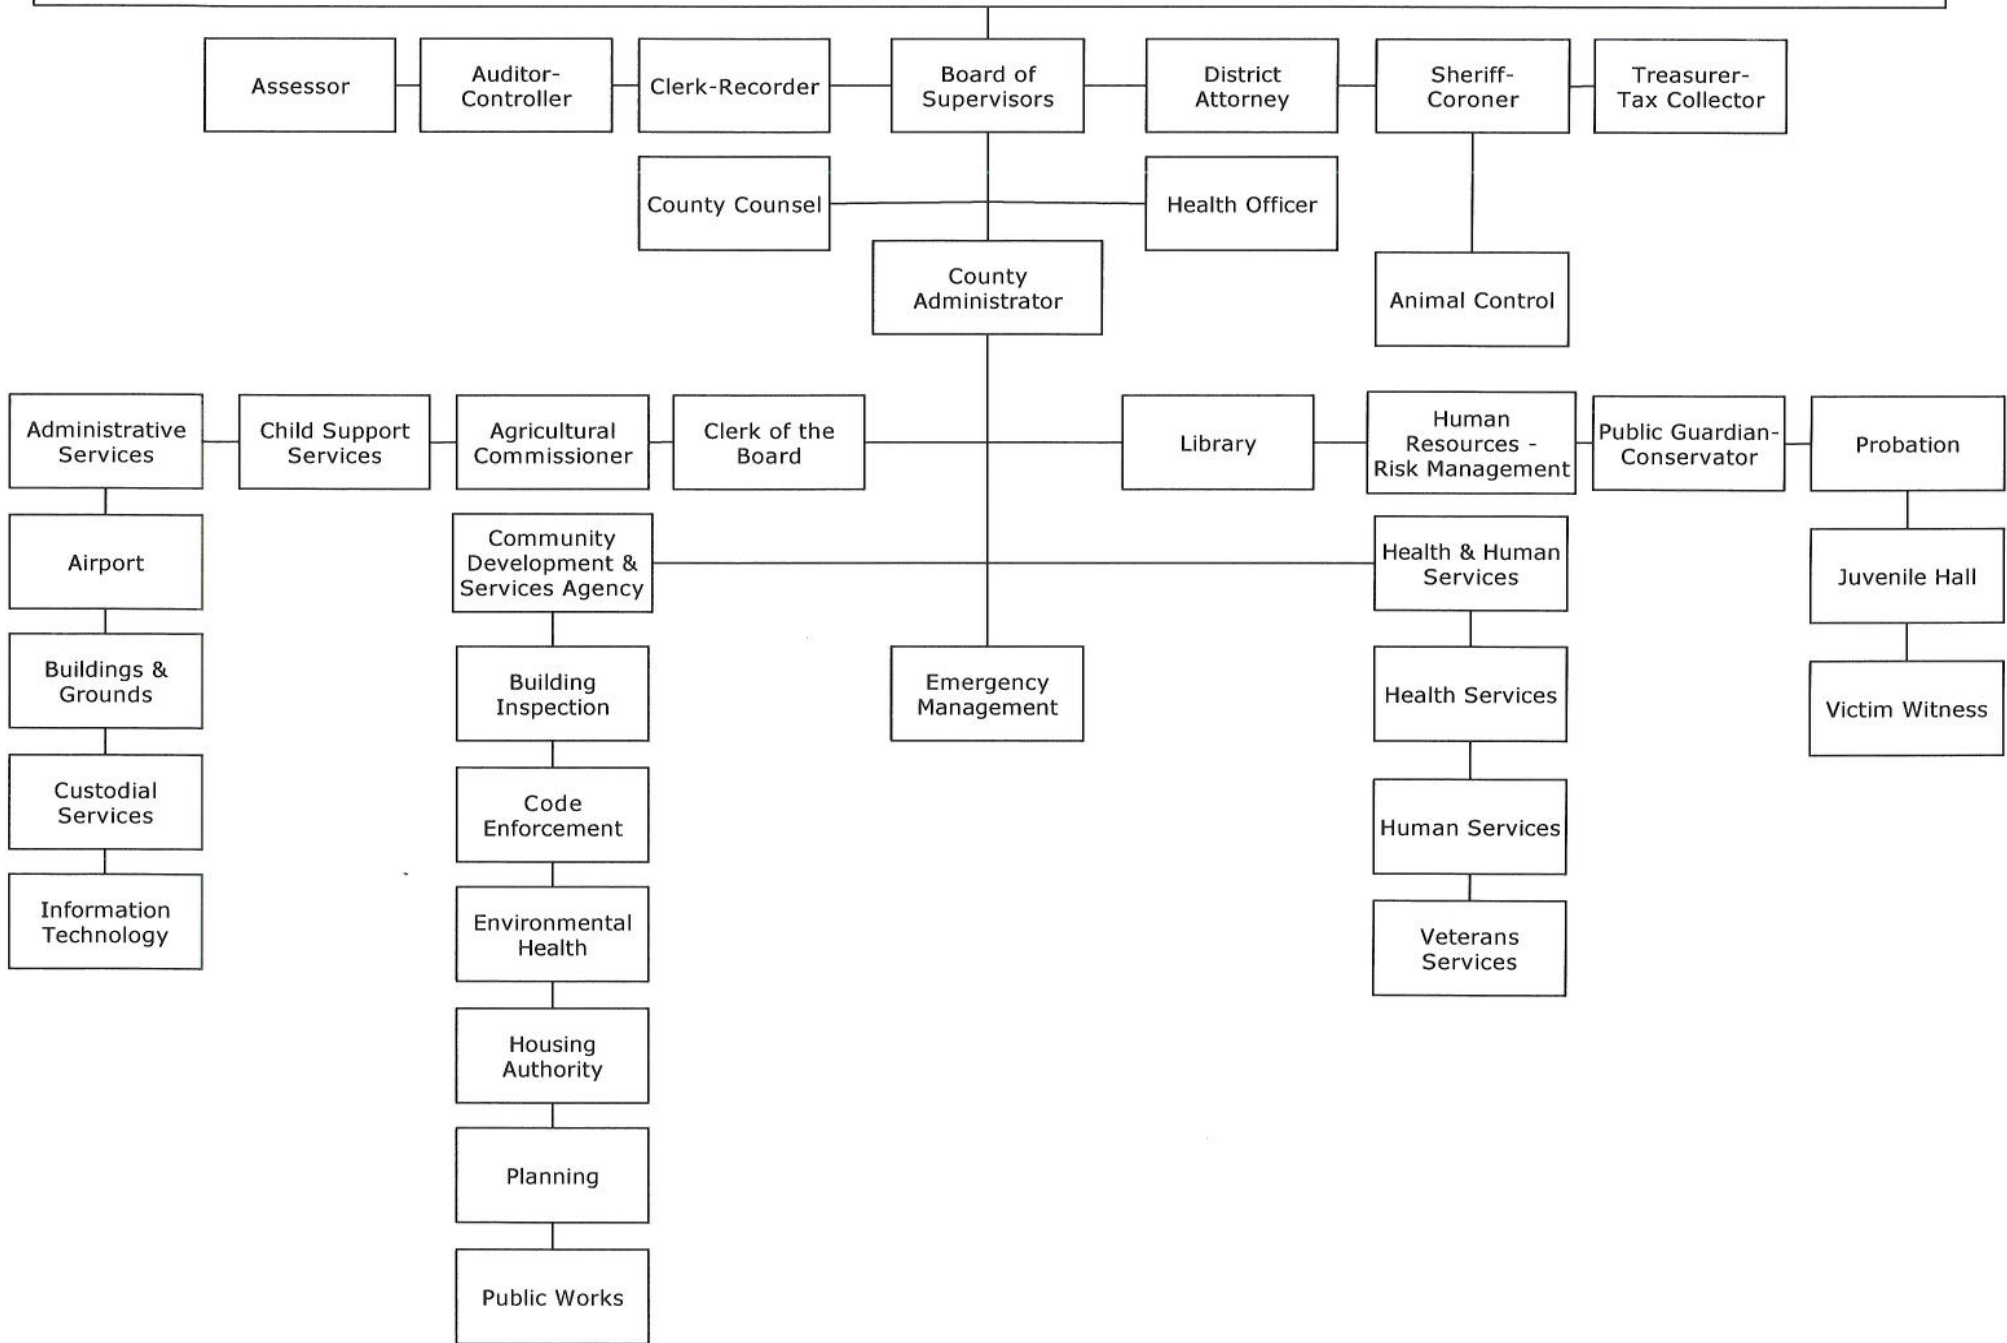 Assessor
Auditor-
Controller
Clerk-Recorder
Board of
Supervisors
District
Attorney
Sheriff-
Coroner
Treasurer-
Tax Collector
County Counsel
Health Officer
County
Administrator
Animal Control
Administrative
Services
Child Support
Services
Agricultural
Commissioner
Clerk of the
Board
Library
Human
Resources -
Risk Management
Public Guardian-
Conservator
Probation
Airport
Community
Development &
Services Agency
Health & Human
Services
Juvenile Hall
Buildings &
Grounds
Building
Inspection
Emergency
Management
Health Services
Victim Witness
Custodial
Services
Code
Enforcement
Human Services
Information
Technology
Environmental
Health
Veterans
Services
Housing
Authority
Planning
Public Works